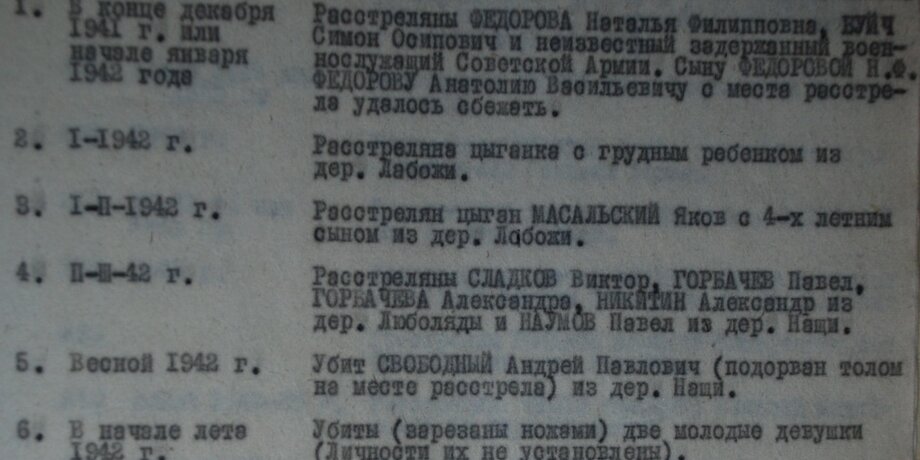 1. В конце декабря Расстреляны ФЕДОРОВА Наталья Филипповна, БУЙЧ
1941 г. или Симон Осипович и неизвестный задержанный воен-
начале января нослужащий Советской Армии. Сыну ФЕДОРОВОЙ Н.Ф.
1942 года ФЕДОРОВУ Анатолию Васильевичу с места расстре-
ла удалось сбежать.
2. I-1942 г. Расстреляна цыганка с грудным ребенком из
дер. Лабожи.
3. I-П-1942 г. Расстрелян цыган МАСАЛЬСКИЙ Яков с 4-х летним
сыном из дер. Лабожи.
4. П-Ш-42 г. Расстреляны СЛАДКОВ Виктор, ГОРБАЧЕВ Павел,
ГОРБАЧЕВА Александра, НИКИТИН Александр из
дер. Люболяды и НАУМОВ Павел из дер. Нащи.
5. Весной 1942 г. Убит СВОБОДНЫЙ Андрей Павлович (подорван толом
на месте расстрела) из дер. Нащи.
6. В начале лета Убиты (зарезаны ножами) две молодые девушки
1942 г. (Личности их не установлены).